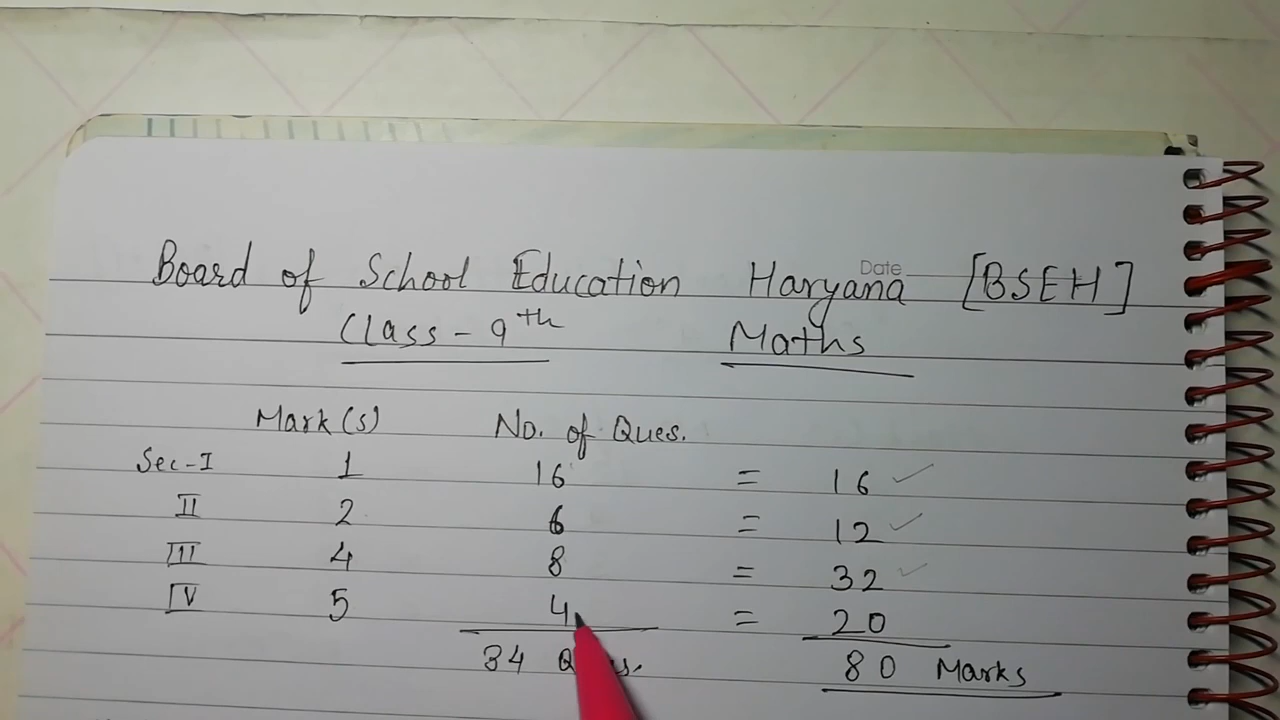 Board of School Education Haryana [BSEH]
Date
Class - 9th Maths
Mark(s) No. of Ques.
Sec-I 1 16 = 16 ✓
II 2 6 = 12 ✓
III 4 8 = 32 ✓
IV 5 4 = 20
34 80 Marks